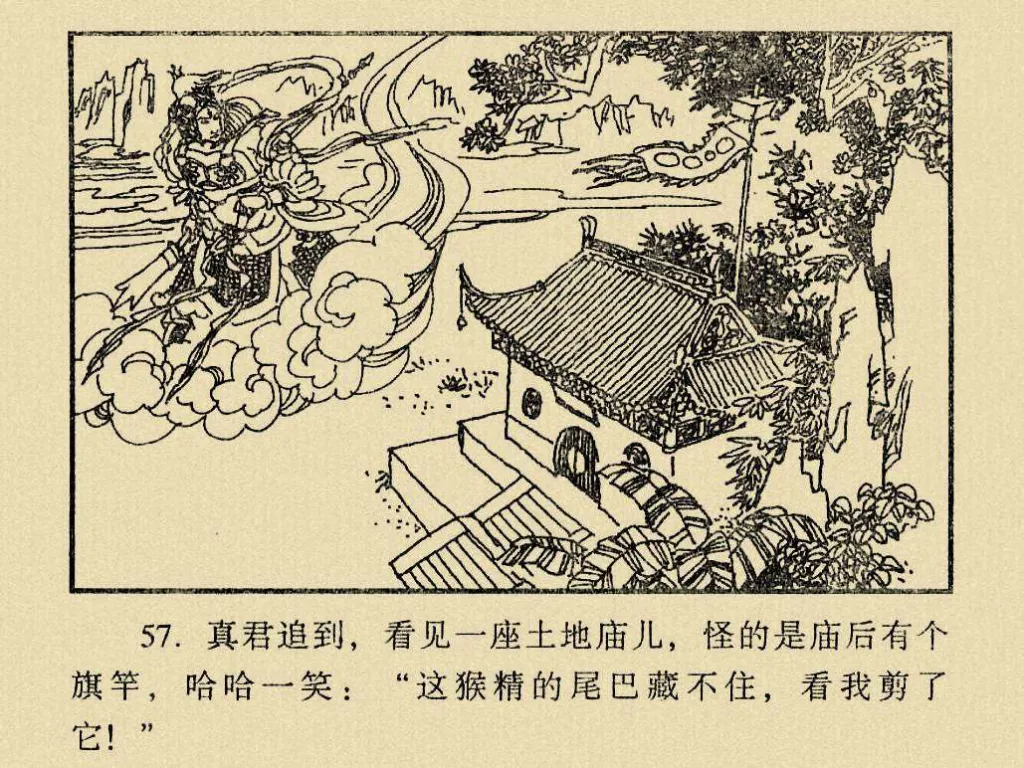 57. 真君追到，看见一座土地庙儿，怪的是庙后有个
旗竿，哈哈一笑：“这猴精的尾巴藏不住，看我剪了
它！”